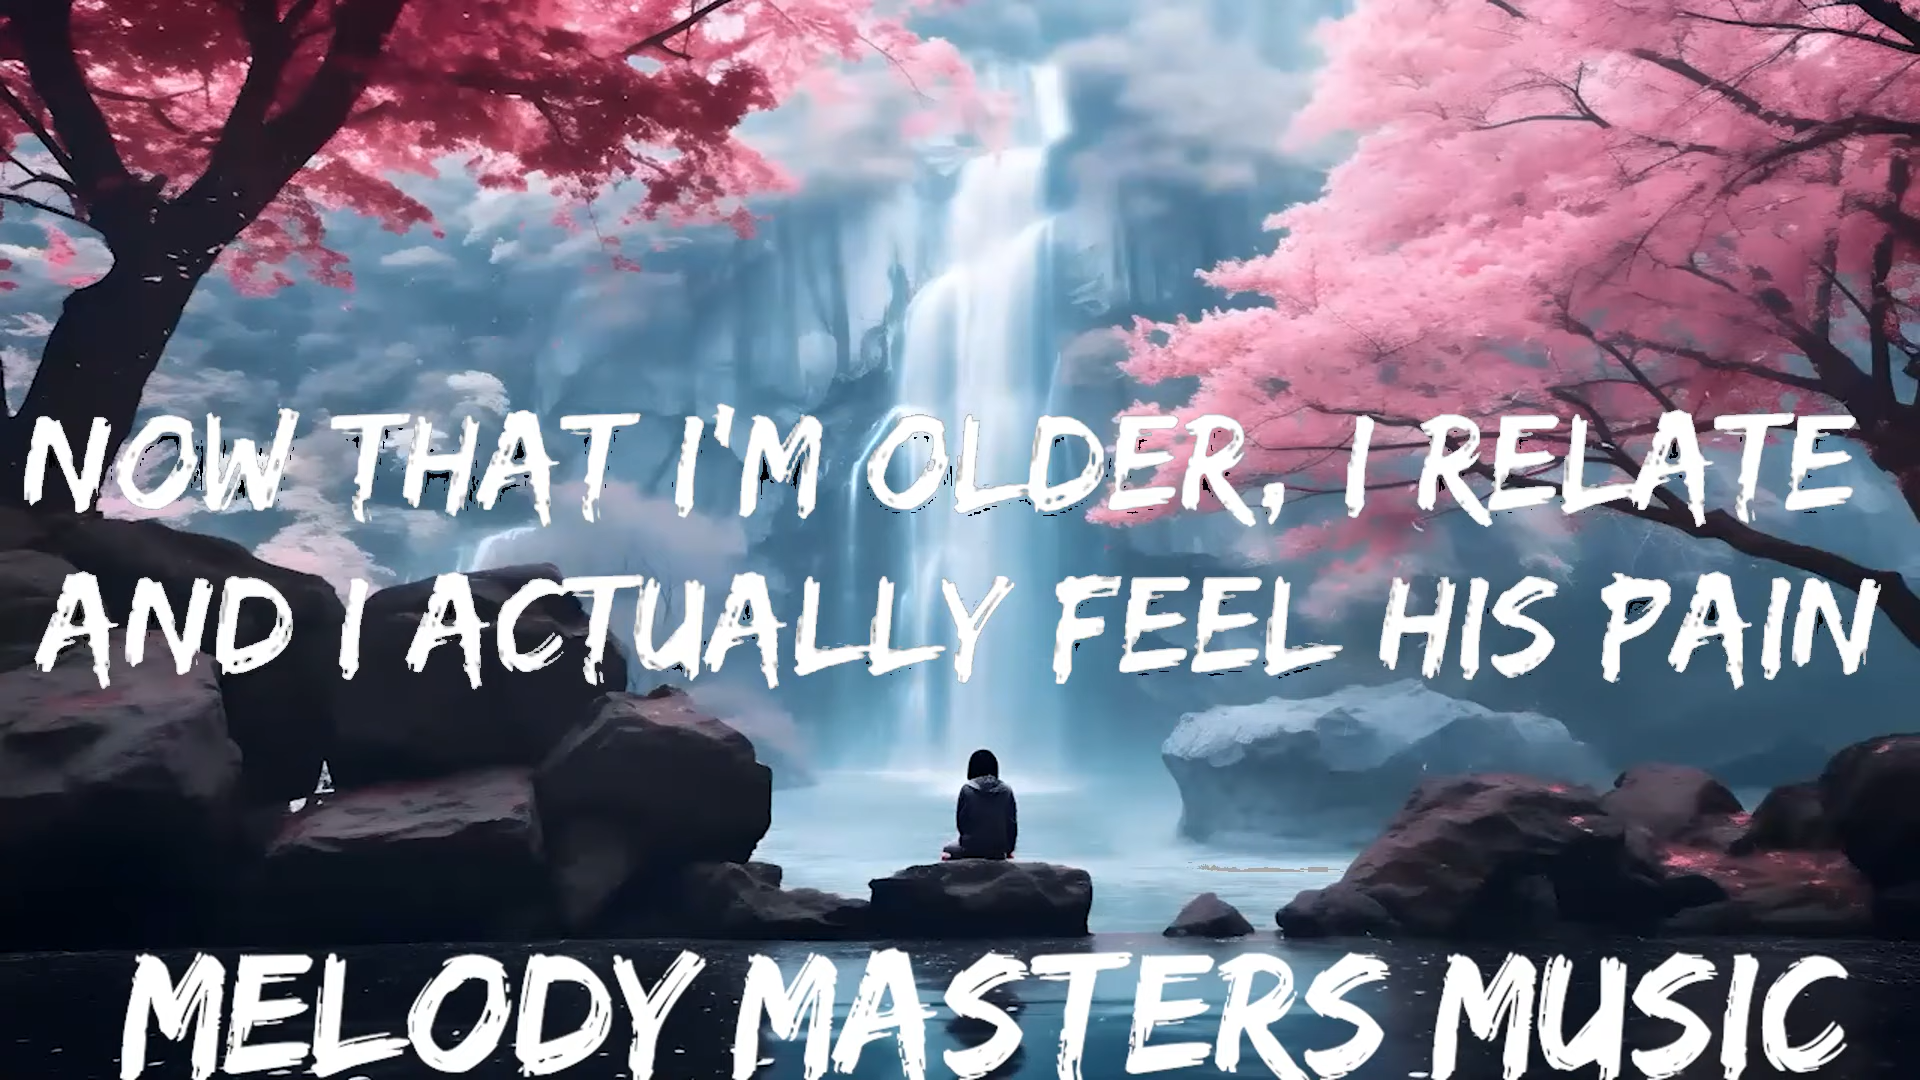 NOW THAT I'M OLDER, I RELATE
AND I ACTUALLY FEEL HIS PAIN
MELODY MASTERS MUSIC